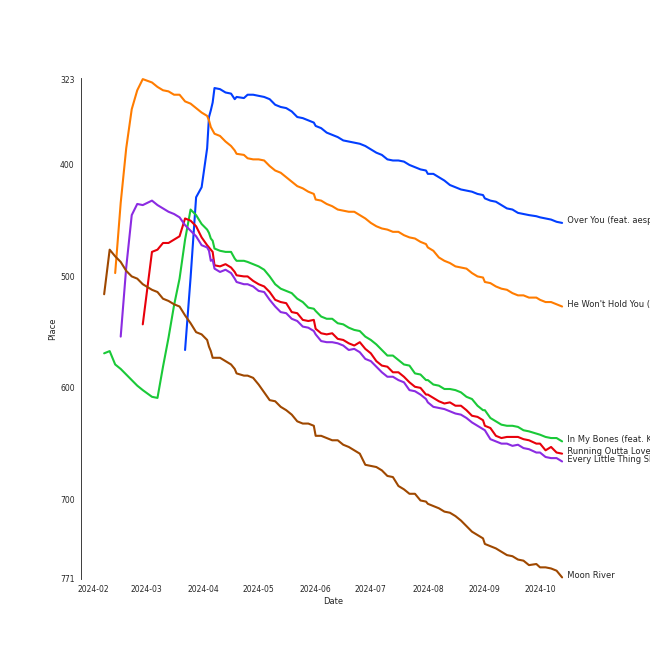 323
400
500
600
700
771
Place
2024-02
2024-03
2024-04
2024-05
2024-06
2024-07
2024-08
2024-09
2024-10
Date
Over You (feat. aesp
He Won't Hold You (
In My Bones (feat. K
Running Outta Love
Every Little Thing S
Moon River